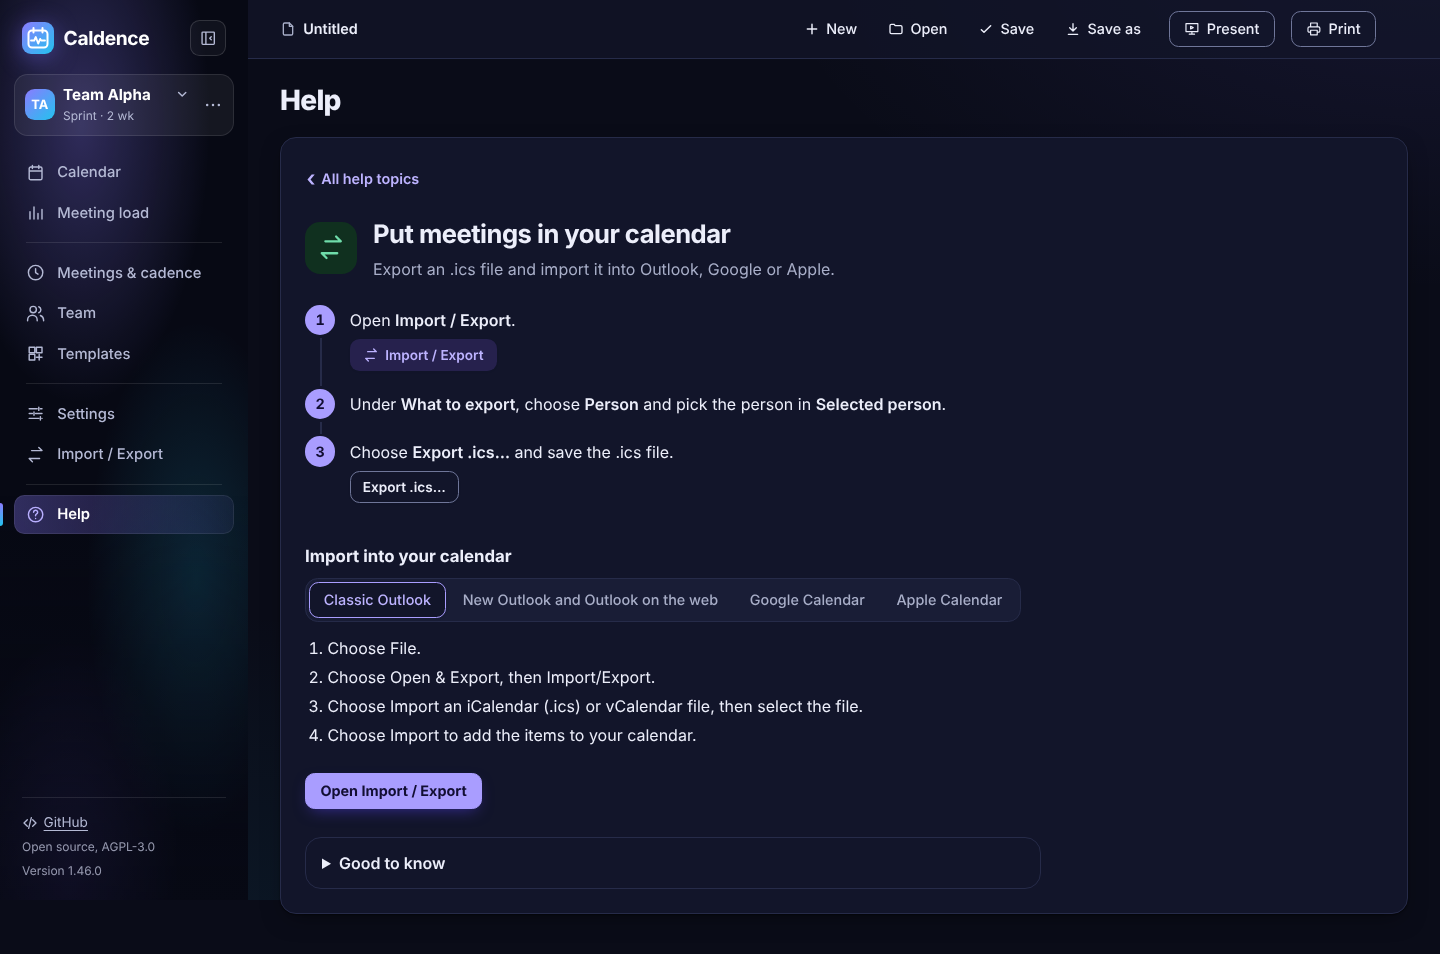 Caldence
TA
Team Alpha
Sprint · 2 wk
Calendar
Meeting load
Meetings & cadence
Team
Templates
Settings
Import / Export
Help
GitHub
Open source, AGPL-3.0
Version 1.46.0
Untitled
New
Open
Save
Save as
Present
Print
Help
All help topics
Put meetings in your calendar
Export an .ics file and import it into Outlook, Google or Apple.
1
Open Import / Export.
Import / Export
2
Under What to export, choose Person and pick the person in Selected person.
3
Choose Export .ics... and save the .ics file.
Export .ics...
Import into your calendar
Classic Outlook
New Outlook and Outlook on the web
Google Calendar
Apple Calendar
1. Choose File.
2. Choose Open & Export, then Import/Export.
3. Choose Import an iCalendar (.ics) or vCalendar file, then select the file.
4. Choose Import to add the items to your calendar.
Open Import / Export
Good to know